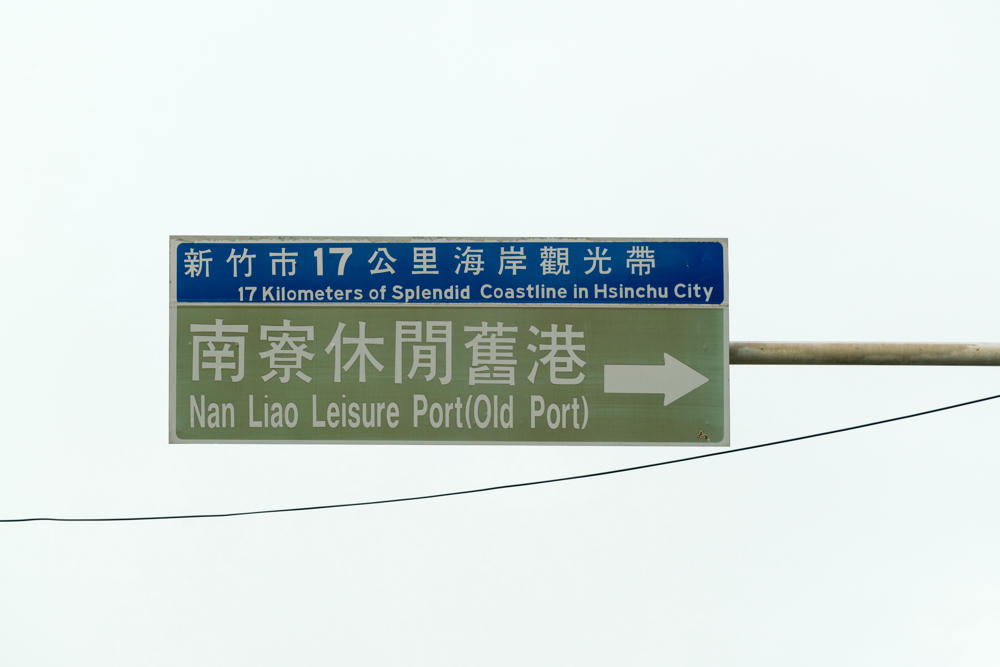 新竹市17公里海岸觀光帶
17 Kilometers of Splendid Coastline in Hsinchu City
南寮休閒舊港
Nan Liao Leisure Port(Old Port)